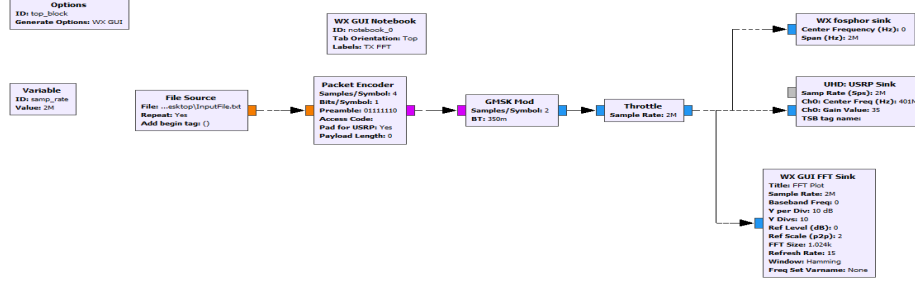 Options
ID: top_block
Generate Options: WX GUI
WX GUI Notebook
ID: notebook_0
Tab Orientation: Top
Labels: TX FFT
WX fosphor sink
Center Frequency (Hz): 0
Span (Hz): 2M
Variable
ID: samp_rate
Value: 2M
File Source
File: ...esktop\InputFile.txt
Repeat: Yes
Add begin tag: ()
Packet Encoder
Samples/Symbol: 4
Bits/Symbol: 1
Preamble: 01111110
Access Code:
Pad for USRP: Yes
Payload Length: 0
GMSK Mod
Samples/Symbol: 2
BT: 350m
Throttle
Sample Rate: 2M
UHD: USRP Sink
Samp Rate (Sps): 2M
Ch0: Center Freq (Hz): 401M
Ch0: Gain Value: 35
TSB tag name:
WX GUI FFT Sink
Title: FFT Plot
Sample Rate: 2M
Baseband Freq: 0
Y per Div: 10 dB
Y Divs: 10
Ref Level (dB): 0
Ref Scale (p2p): 2
FFT Size: 1.024k
Refresh Rate: 15
Window: Hamming
Freq Set Varname: None